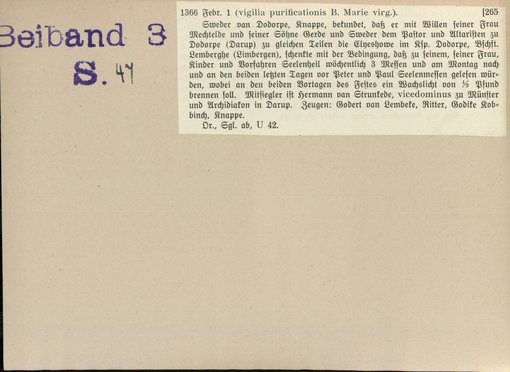 Beiband 3
S. 47
1366 Febr. 1 (vigilia purificationis B. Marie virg.). [265
Sweder van Dodorpe, Knappe, bekundet, daß er mit Willen seiner Frau
Mechtelde und seiner Söhne Gerde und Sweder dem Pastor und Altaristen zu
Dodorpe (Darup) zu gleichen Teilen die Elyeshowe im Ksp. Dodorpe, Bschft.
Lemberghe (Limbergen), schenkte mit der Bedingung, daß zu seinem, seiner Frau,
Kinder und Vorfahren Seelenheil wöchentlich 3 Messen und am Montag nach
und an den beiden letzten Tagen vor Peter und Paul Seelenmessen gelesen wür-
den, wobei an den beiden Vortagen des Festes ein Wachslicht von ½ Pfund
brennen soll. Mitsiegler ist Hermann van Strunkede, vicedominus zu Münster
und Archidiakon in Darup. Zeugen: Godert van Lembeke, Ritter, Godike Kob-
binch, Knappe.
Or., Sgl. ab, U 42.